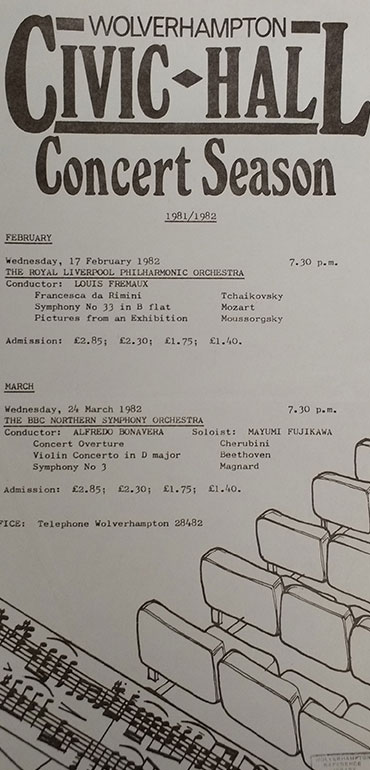 WOLVERHAMPTON
CIVIC HALL
Concert Season
1981/1982
FEBRUARY
Wednesday, 17 February 1982 7.30 p.m.
THE ROYAL LIVERPOOL PHILHARMONIC ORCHESTRA
Conductor: LOUIS FREMAUX
Francesca da Rimini Tchaikovsky
Symphony No 33 in B flat Mozart
Pictures from an Exhibition Moussorgsky
Admission: £2.85; £2.30; £1.75; £1.40.
MARCH
Wednesday, 24 March 1982 7.30 p.m.
THE BBC NORTHERN SYMPHONY ORCHESTRA
Conductor: ALFREDO BONAVERA Soloist: MAYUMI FUJIKAWA
Concert Overture Cherubini
Violin Concerto in D major Beethoven
Symphony No 3 Magnard
Admission: £2.85; £2.30; £1.75; £1.40.
FICE: Telephone Wolverhampton 28482
WOLVERHAMPTON
REFERENCE